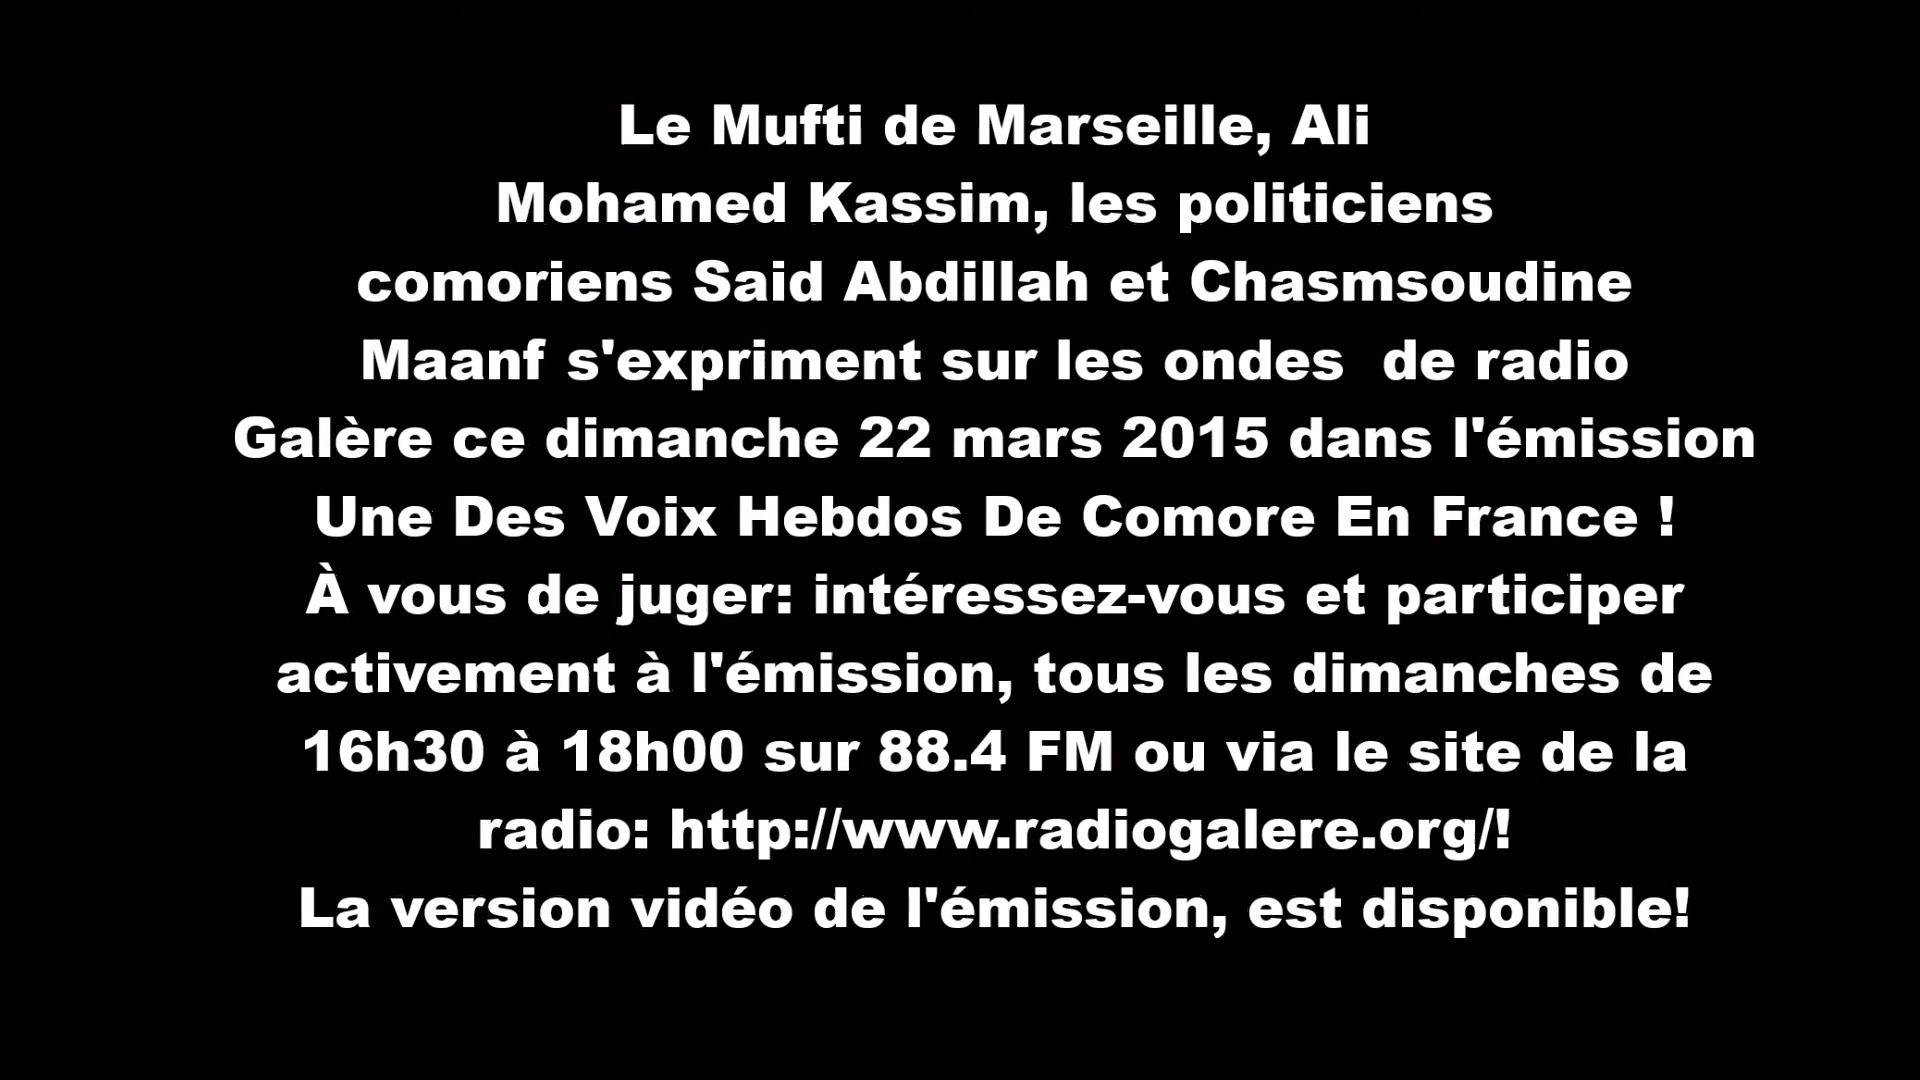 Le Mufti de Marseille, Ali
Mohamed Kassim, les politiciens
comoriens Said Abdillah et Chasmsoudine
Maanf s'expriment sur les ondes  de radio
Galère ce dimanche 22 mars 2015 dans l'émission
Une Des Voix Hebdos De Comore En France !
À vous de juger: intéressez-vous et participer
activement à l'émission, tous les dimanches de
16h30 à 18h00 sur 88.4 FM ou via le site de la
radio: http://www.radiogalere.org/!
La version vidéo de l'émission, est disponible!